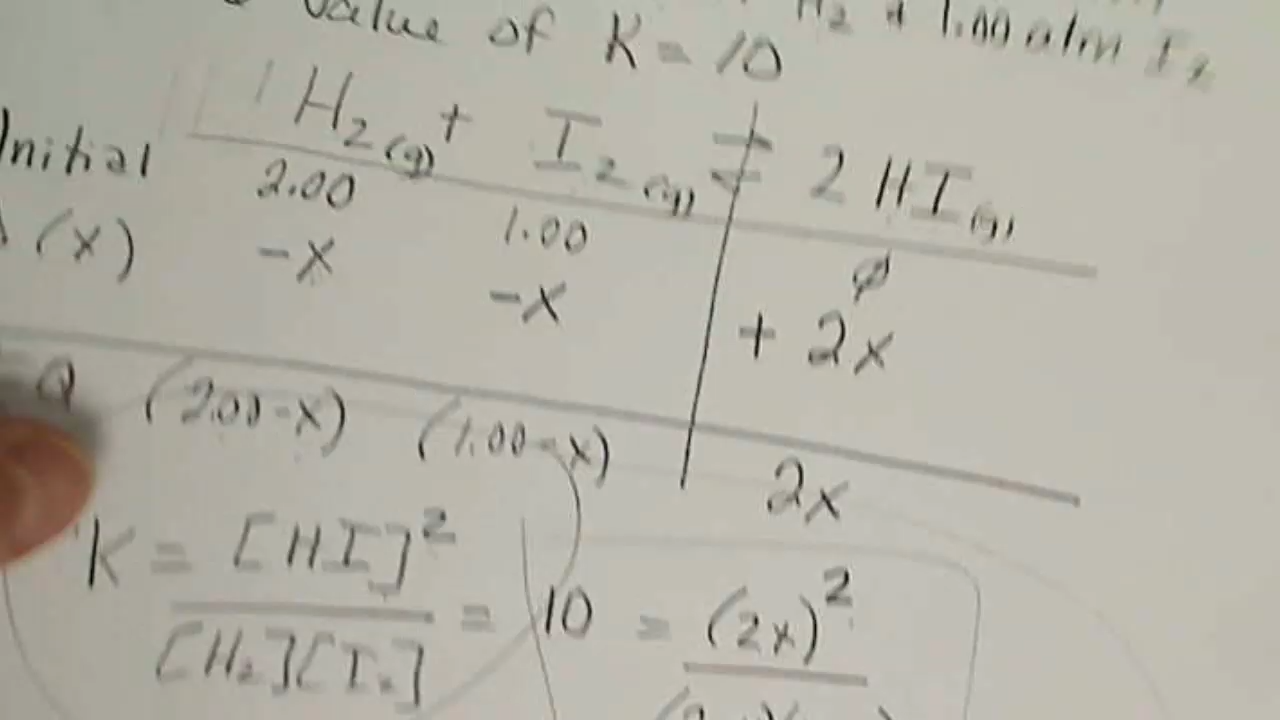 H2 + 1.00 atm I2
value of K = 10
H2(g) + I2(g) ⇌ 2 HI(g)
Initial 2.00 1.00 ∅
(x) -x -x + 2x
(2.00-x) (1.00-x) 2x
K = [HI]² / [H2][I2] = 10 = (2x)²